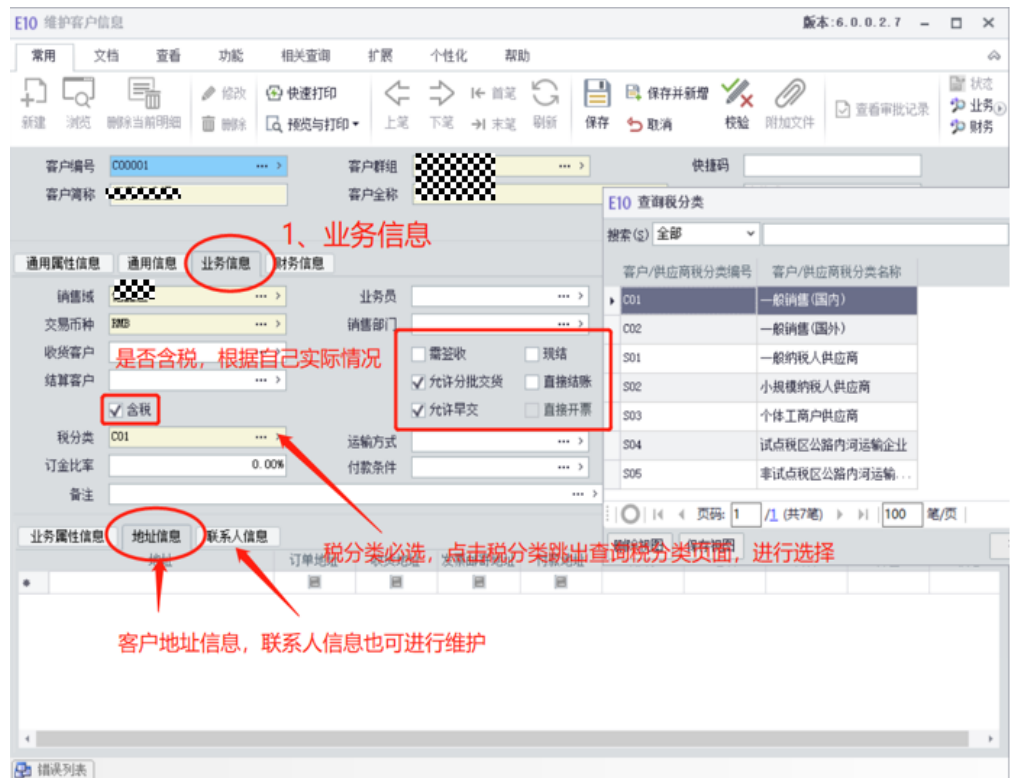 E10 维护客户信息 版本:6.0.0.2.7
常用 文档 查看 功能 相关查询 扩展 个性化 帮助
新建 浏览 删除当前明细 修改 删除 快速打印 预览与打印 上笔 下笔 首笔 末笔 刷新 保存 保存并新增 取消 校验 附加文件 查看审批记录 状态 业务 财务
客户编号 C00001 客户群组 快捷码
客户简称 客户全称
E10 查询税分类
1、业务信息
搜索(S) 全部
通用属性信息 通用信息 业务信息 财务信息
客户/供应商税分类编号 客户/供应商税分类名称
销售域 业务员
C01 一般销售(国内)
交易币种 RMB 销售部门
C02 一般销售(国外)
收货客户 需签收 现结
是否含税，根据自己实际情况
S01 一般纳税人供应商
结算客户 允许分批交货 直接结账
S02 小规模纳税人供应商
含税 允许早交 直接开票
S03 个体工商户供应商
税分类 C01 运输方式
S04 试点税区公路内河运输企业
订金比率 0.00% 付款条件
S05 非试点税区公路内河运输...
备注
页码: 1 /1 (共7笔) 100 笔/页
业务属性信息 地址信息 联系人信息
删除视图 保存视图
税分类必选，点击税分类跳出查询税分类页面，进行选择
地址 订单地址 发票邮寄地址 付款地址
客户地址信息，联系人信息也可进行维护
错误列表